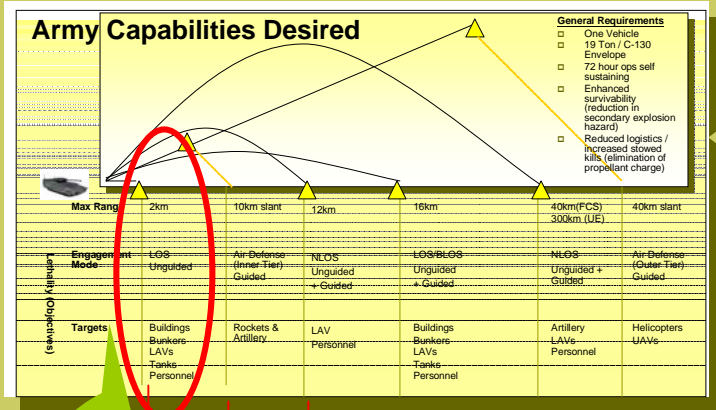 Army Capabilities Desired
General Requirements
One Vehicle
19 Ton / C-130
Envelope
72 hour ops self
sustaining
Enhanced
survivability
(reduction in
secondary explosion
hazard)
Reduced logistics /
increased stowed
kills (elimination of
propellant charge)
Lethality (Objectives)
Max Rang 2km 10km slant 12km 16km 40km(FCS) 40km slant
300km (UE)
Engagement LOS Air Defense NLOS LOS/BLOS NLOS Air Defense
Mode Unguided (Inner Tier) Unguided Unguided Unguided + (Outer Tier)
Guided + Guided + Guided Guided Guided
Targets Buildings Rockets & LAV Buildings Artillery Helicopters
Bunkers Artillery Personnel Bunkers LAVs UAVs
LAVs LAVs Personnel
Tanks Tanks
Personnel Personnel